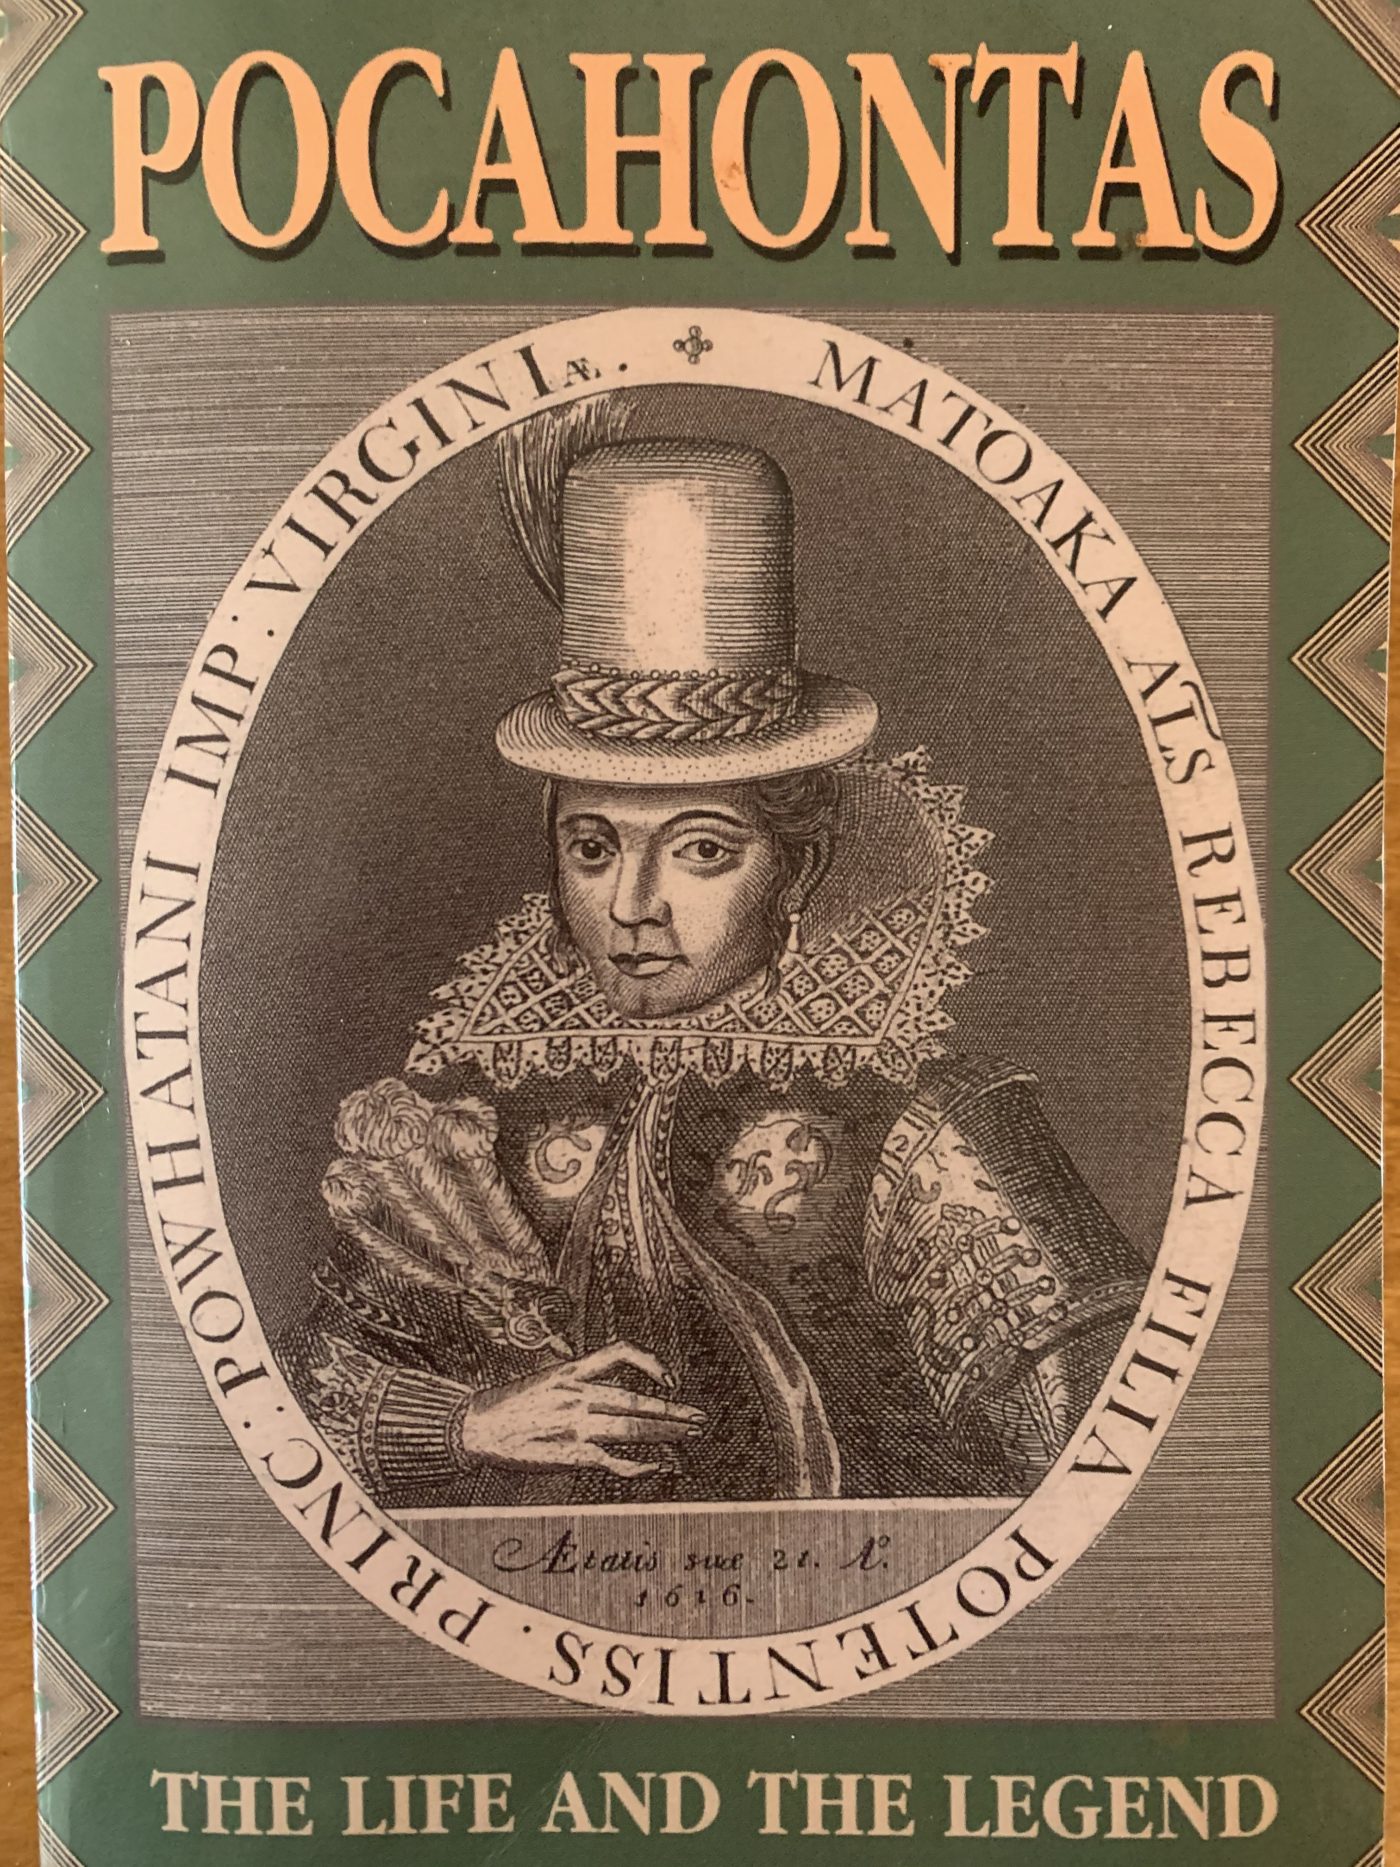 POCAHONTAS
MATOAKA ALS REBECCA FILIA POTENTISS. PRINC: POWHATANI IMP: VIRGINIÆ.
Ætatis suæ 21. Ao.
1616.
THE LIFE AND THE LEGEND